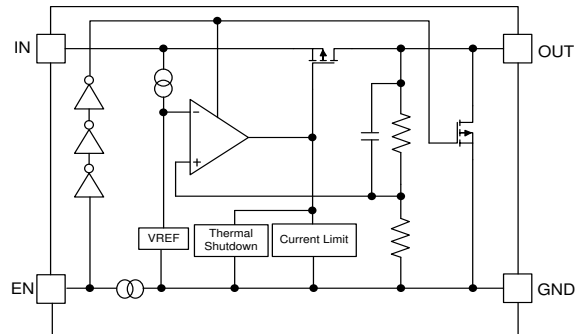 IN
OUT
−
+
VREF
Thermal
Shutdown
Current Limit
EN
GND